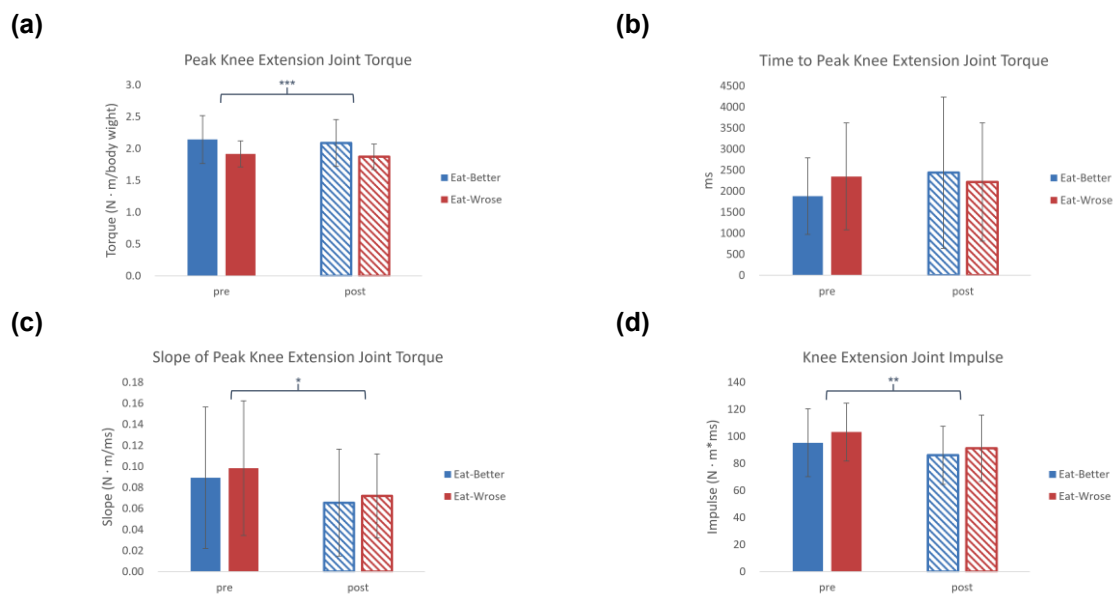 (a)
Peak Knee Extension Joint Torque
***
3.0
2.5
2.0
1.5
1.0
0.5
0.0
Torque (N · m/body wight)
pre
post
Eat-Better
Eat-Wrose
(b)
Time to Peak Knee Extension Joint Torque
4500
4000
3500
3000
2500
2000
1500
1000
500
0
ms
pre
post
Eat-Better
Eat-Wrose
(c)
Slope of Peak Knee Extension Joint Torque
*
0.18
0.16
0.14
0.12
0.10
0.08
0.06
0.04
0.02
0.00
Slope (N · m/ms)
pre
post
Eat-Better
Eat-Wrose
(d)
Knee Extension Joint Impulse
**
140
120
100
80
60
40
20
0
Impulse (N · m*ms)
pre
post
Eat-Better
Eat-Wrose